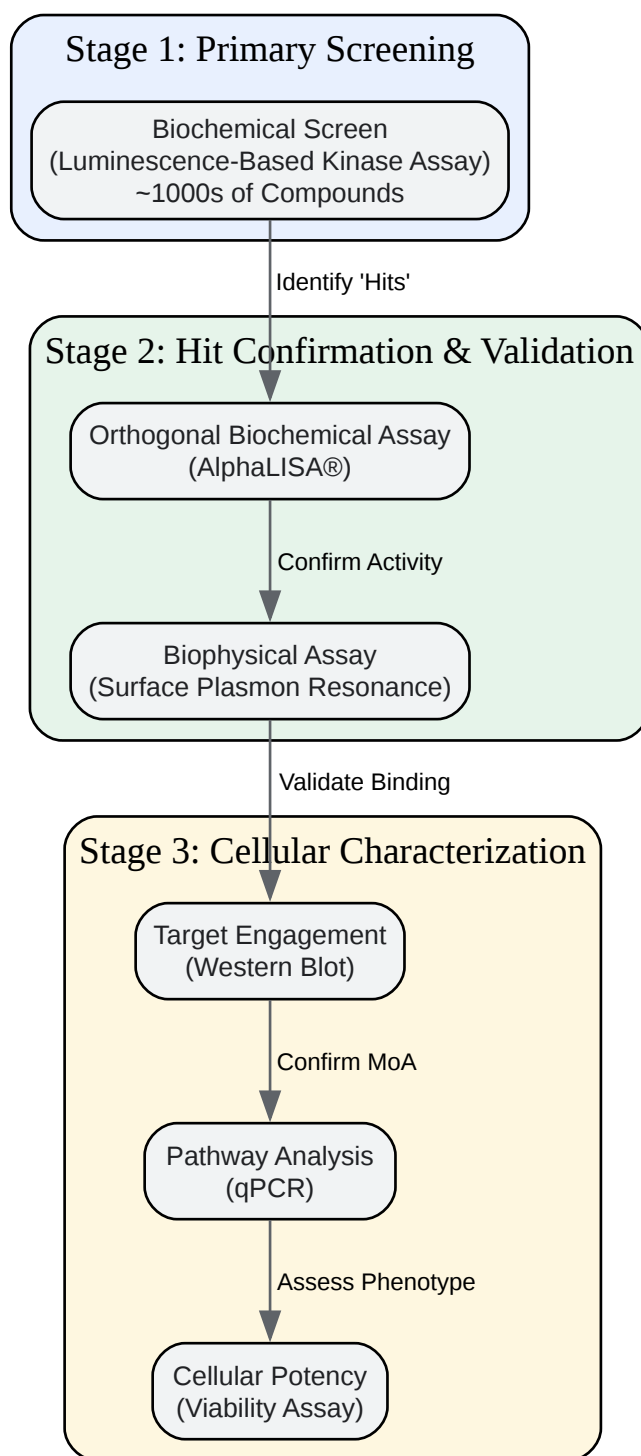 Stage 1: Primary Screening
Biochemical Screen
(Luminescence-Based Kinase Assay)
~1000s of Compounds
Identify 'Hits'
Stage 2: Hit Confirmation & Validation
Orthogonal Biochemical Assay
(AlphaLISA®)
Confirm Activity
Biophysical Assay
(Surface Plasmon Resonance)
Validate Binding
Stage 3: Cellular Characterization
Target Engagement
(Western Blot)
Confirm MoA
Pathway Analysis
(qPCR)
Assess Phenotype
Cellular Potency
(Viability Assay)